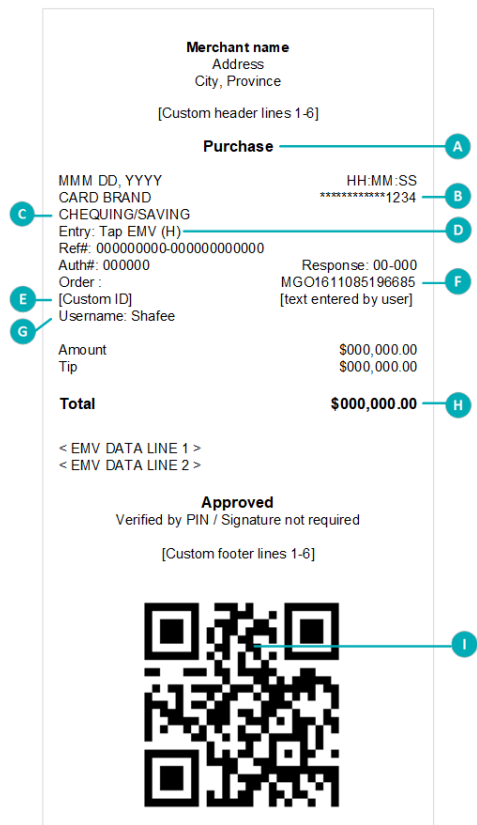 Merchant name
Address
City, Province
[Custom header lines 1-6]
Purchase A
MMM DD, YYYY HH:MM:SS
CARD BRAND ************1234 B
C CHEQUING/SAVING
Entry: Tap EMV (H) D
Ref#: 000000000-000000000000
Auth#: 000000 Response: 00-000
Order : MGO1611085196685 F
E [Custom ID] [text entered by user]
G Username: Shafee
Amount $000,000.00
Tip $000,000.00
Total $000,000.00 H
< EMV DATA LINE 1 >
< EMV DATA LINE 2 >
Approved
Verified by PIN / Signature not required
[Custom footer lines 1-6]
I